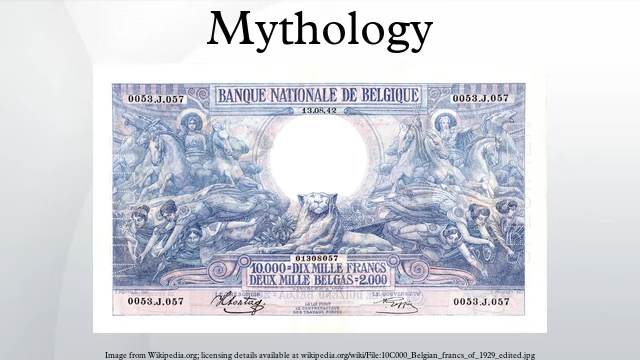 Mythology
0053.J.057
BANQUE NATIONALE DE BELGIQUE
0053.J.057
13.08.42
01308057
10.000=DIX MILLE FRANCS
DEUX MILLE BELGAS=2.000
0053.J.057
0053.J.057
Image from Wikipedia.org; licensing details available at wikipedia.org/wiki/File:10C000_Belgian_francs_of_1929_edited.jpg